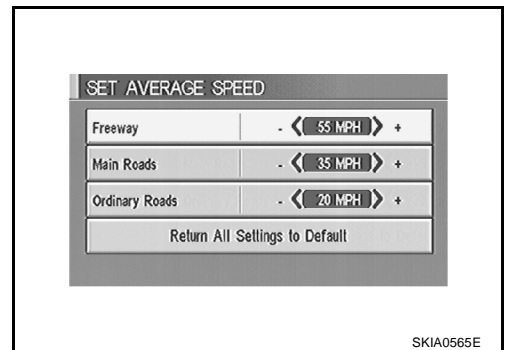 SET AVERAGE SPEED
Freeway - 55 MPH +
Main Roads - 35 MPH +
Ordinary Roads - 20 MPH +
Return All Settings to Default
SKIA0565E